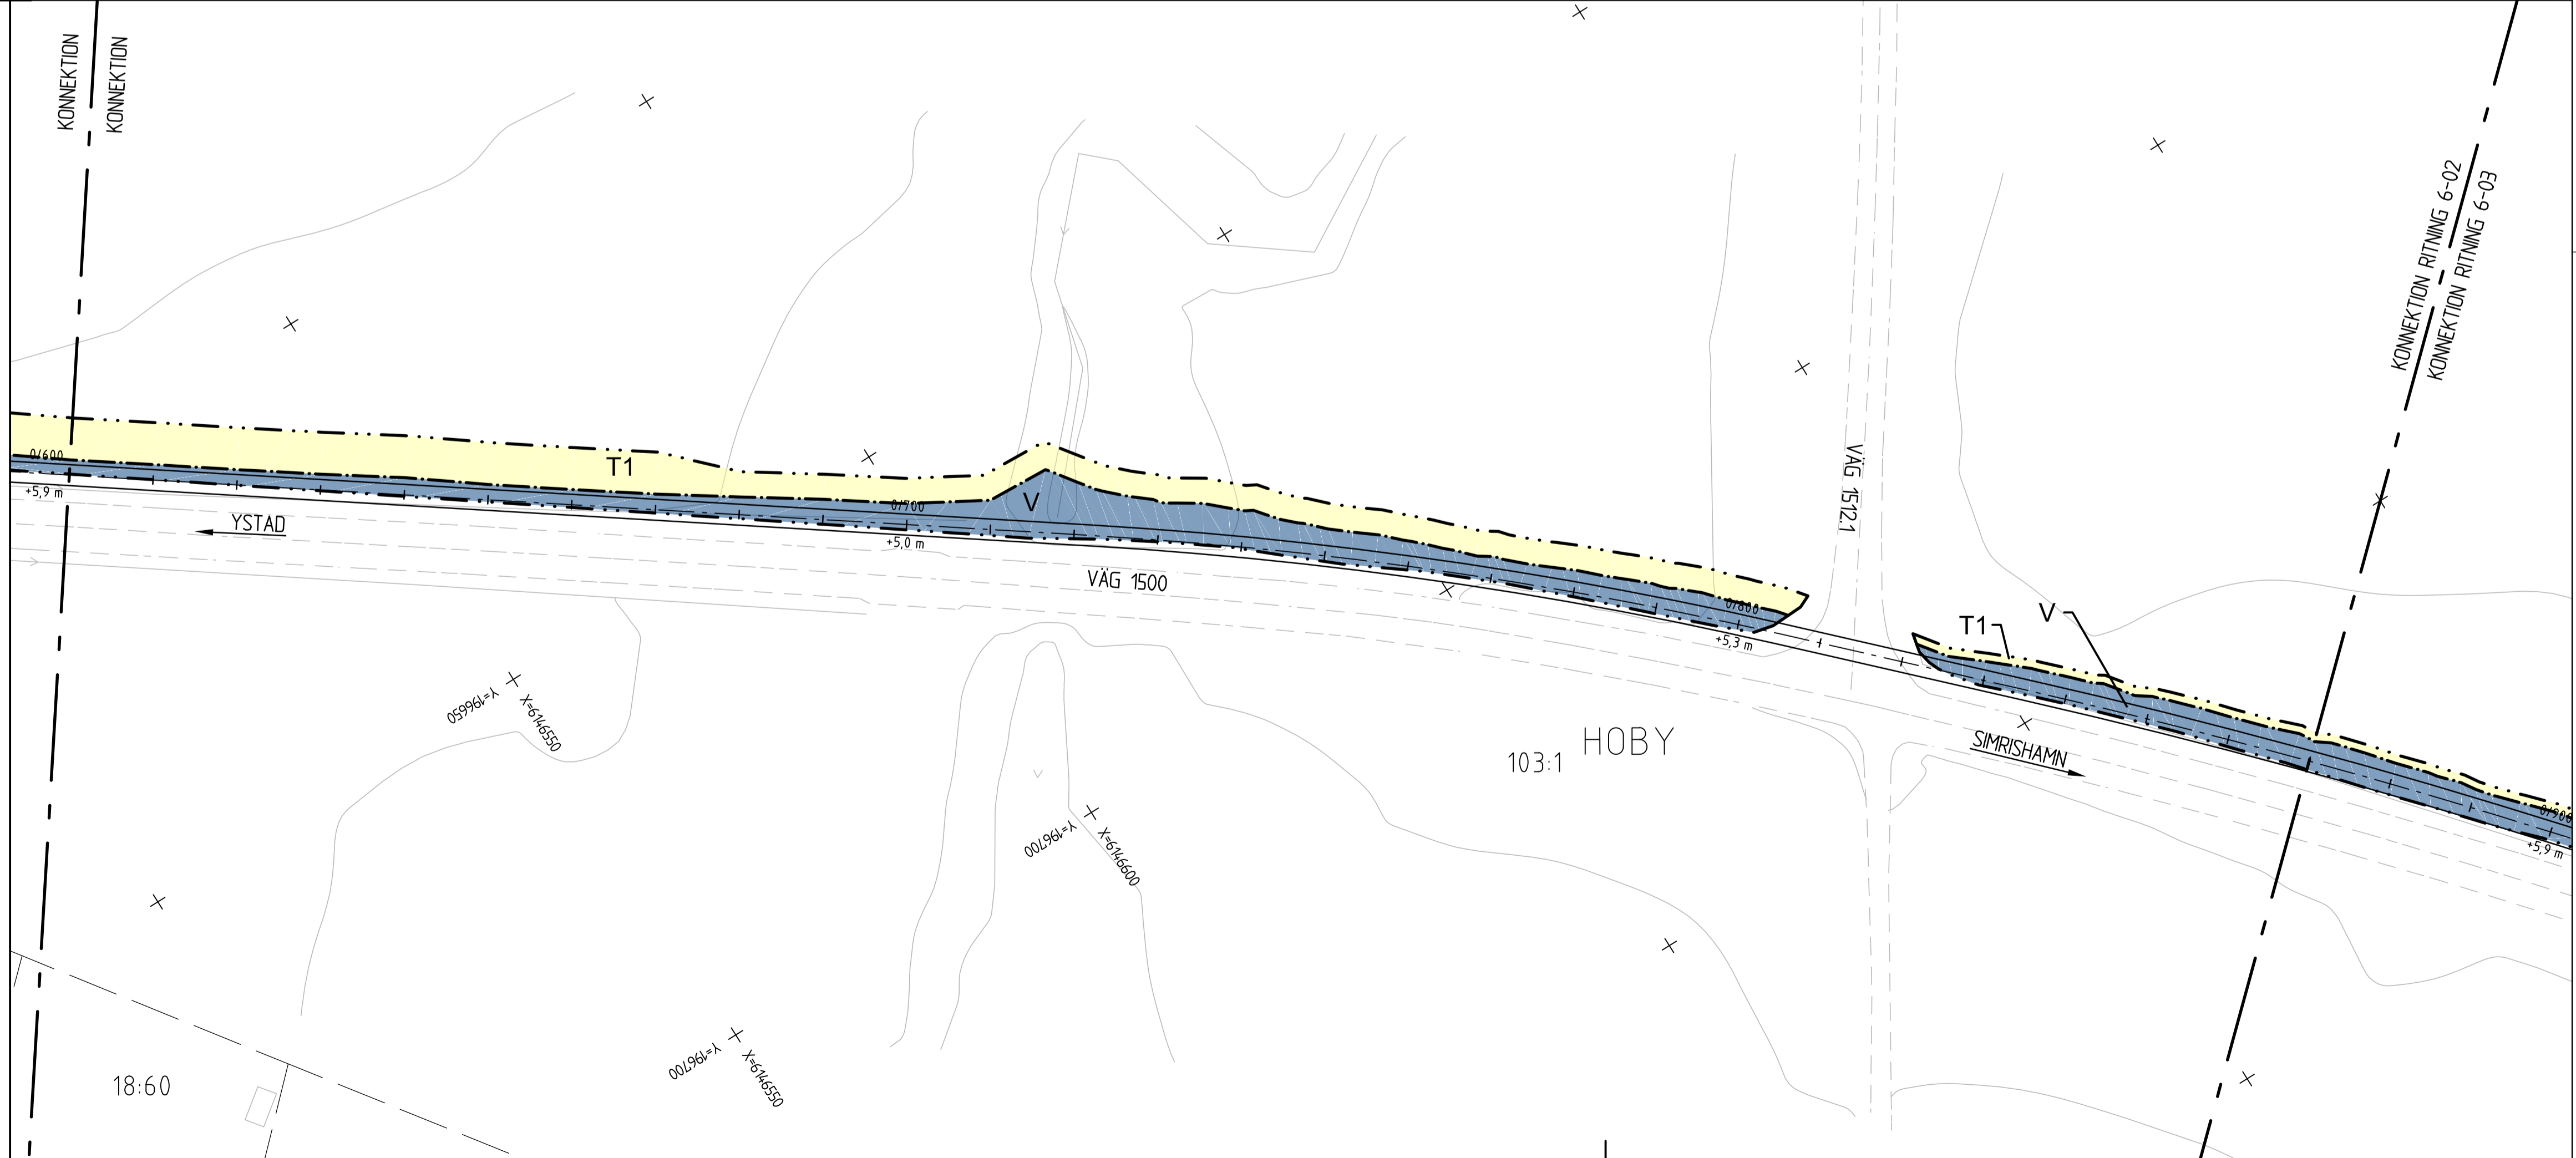 KONNEKTION
KONNEKTION
KONNEKTION RITNING 6-02
KONNEKTION RITNING 6-03
0/600
+5,9 m
YSTAD
T1
0/700
+5,0 m
V
VÄG 1500
VÄG 1512.1
0/800
+5,3 m
T1
V
SIMRISHAMN
0/900
+5,9 m
Y=196650
X=6146550
HOBY
103:1
Y=196700
X=6146600
Y=196700
X=6146550
18:60